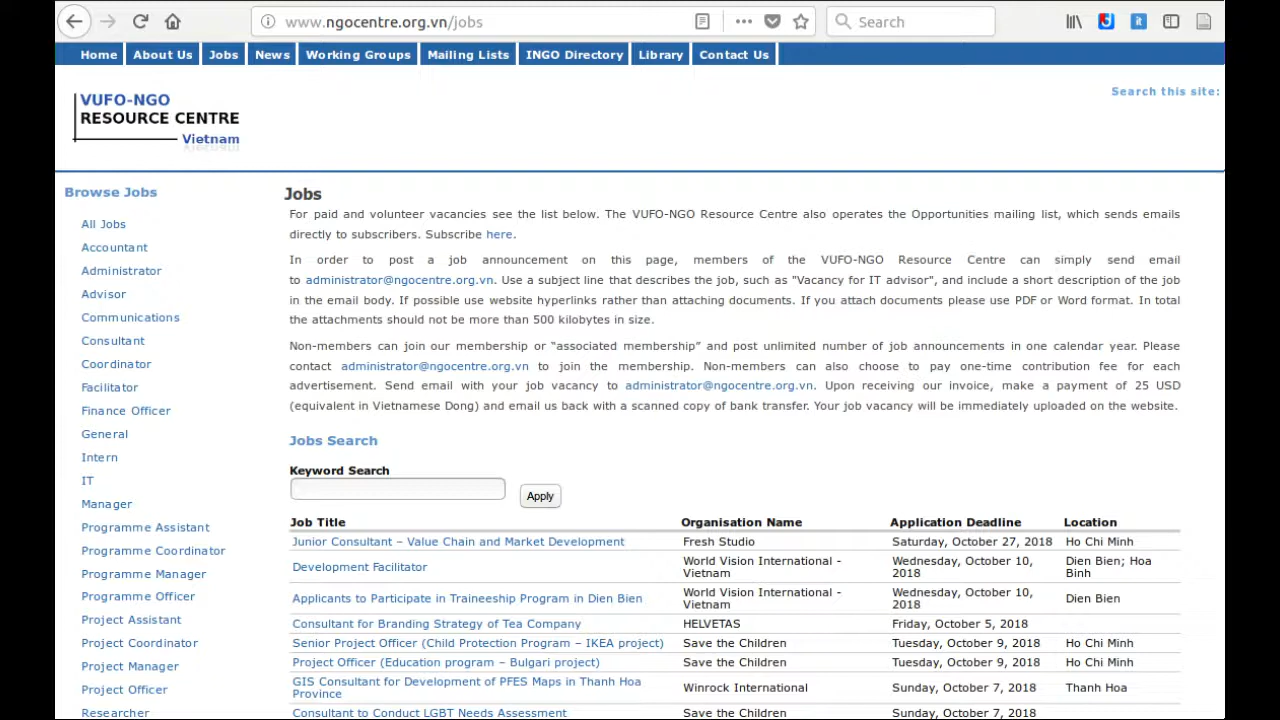 www.ngocentre.org.vn/jobs
Search
Home
About Us
Jobs
News
Working Groups
Mailing Lists
INGO Directory
Library
Contact Us
Search this site:
VUFO-NGO
RESOURCE CENTRE
Vietnam
Browse Jobs
All Jobs
Accountant
Administrator
Advisor
Communications
Consultant
Coordinator
Facilitator
Finance Officer
General
Intern
IT
Manager
Programme Assistant
Programme Coordinator
Programme Manager
Programme Officer
Project Assistant
Project Coordinator
Project Manager
Project Officer
Researcher
Jobs
For paid and volunteer vacancies see the list below. The VUFO-NGO Resource Centre also operates the Opportunities mailing list, which sends emails
directly to subscribers. Subscribe here.
In order to post a job announcement on this page, members of the VUFO-NGO Resource Centre can simply send email
to administrator@ngocentre.org.vn. Use a subject line that describes the job, such as "Vacancy for IT advisor", and include a short description of the job
in the email body. If possible use website hyperlinks rather than attaching documents. If you attach documents please use PDF or Word format. In total
the attachments should not be more than 500 kilobytes in size.
Non-members can join our membership or “associated membership” and post unlimited number of job announcements in one calendar year. Please
contact administrator@ngocentre.org.vn to join the membership. Non-members can also choose to pay one-time contribution fee for each
advertisement. Send email with your job vacancy to administrator@ngocentre.org.vn. Upon receiving our invoice, make a payment of 25 USD
(equivalent in Vietnamese Dong) and email us back with a scanned copy of bank transfer. Your job vacancy will be immediately uploaded on the website.
Jobs Search
Keyword Search
Apply
Job Title Organisation Name Application Deadline Location
Junior Consultant – Value Chain and Market Development Fresh Studio Saturday, October 27, 2018 Ho Chi Minh
Development Facilitator World Vision International - Wednesday, October 10, Dien Bien; Hoa
Vietnam 2018 Binh
Applicants to Participate in Traineeship Program in Dien Bien World Vision International - Wednesday, October 10, Dien Bien
Vietnam 2018
Consultant for Branding Strategy of Tea Company HELVETAS Friday, October 5, 2018
Senior Project Officer (Child Protection Program – IKEA project) Save the Children Tuesday, October 9, 2018 Ho Chi Minh
Project Officer (Education program – Bulgari project) Save the Children Tuesday, October 9, 2018 Ho Chi Minh
GIS Consultant for Development of PFES Maps in Thanh Hoa Winrock International Sunday, October 7, 2018 Thanh Hoa
Province
Consultant to Conduct LGBT Needs Assessment Save the Children Sunday, October 7, 2018